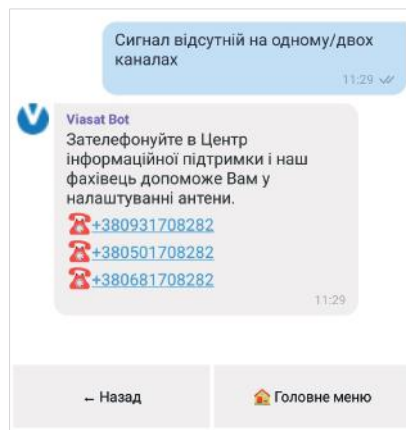 Сигнал відсутній на одному/двох
каналах
11:29
Viasat Bot
Зателефонуйте в Центр
інформаційної підтримки і наш
фахівець допоможе Вам у
налаштуванні антени.
☎️+380931708282
☎️+380501708282
☎️+380681708282
11:29
← Назад
🏠 Головне меню